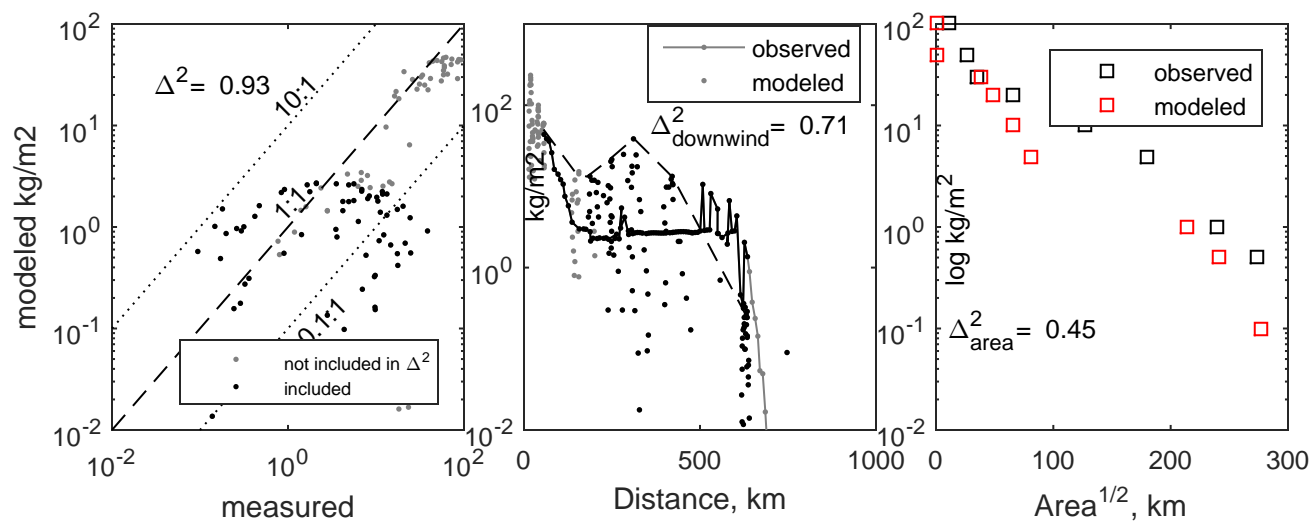 modeled kg/m2
10^2
10^1
10^0
10^-1
10^-2
Δ^2= 0.93
10:1
1:1
0.1:1
not included in Δ^2
included
10^-2
10^0
10^2
measured
kg/m2
10^2
10^0
10^-2
observed
modeled
Δ^2_downwind= 0.71
0
500
1000
Distance, km
log kg/m^2
10^2
10^1
10^0
10^-1
10^-2
observed
modeled
Δ^2_area= 0.45
0
100
200
300
Area^1/2, km